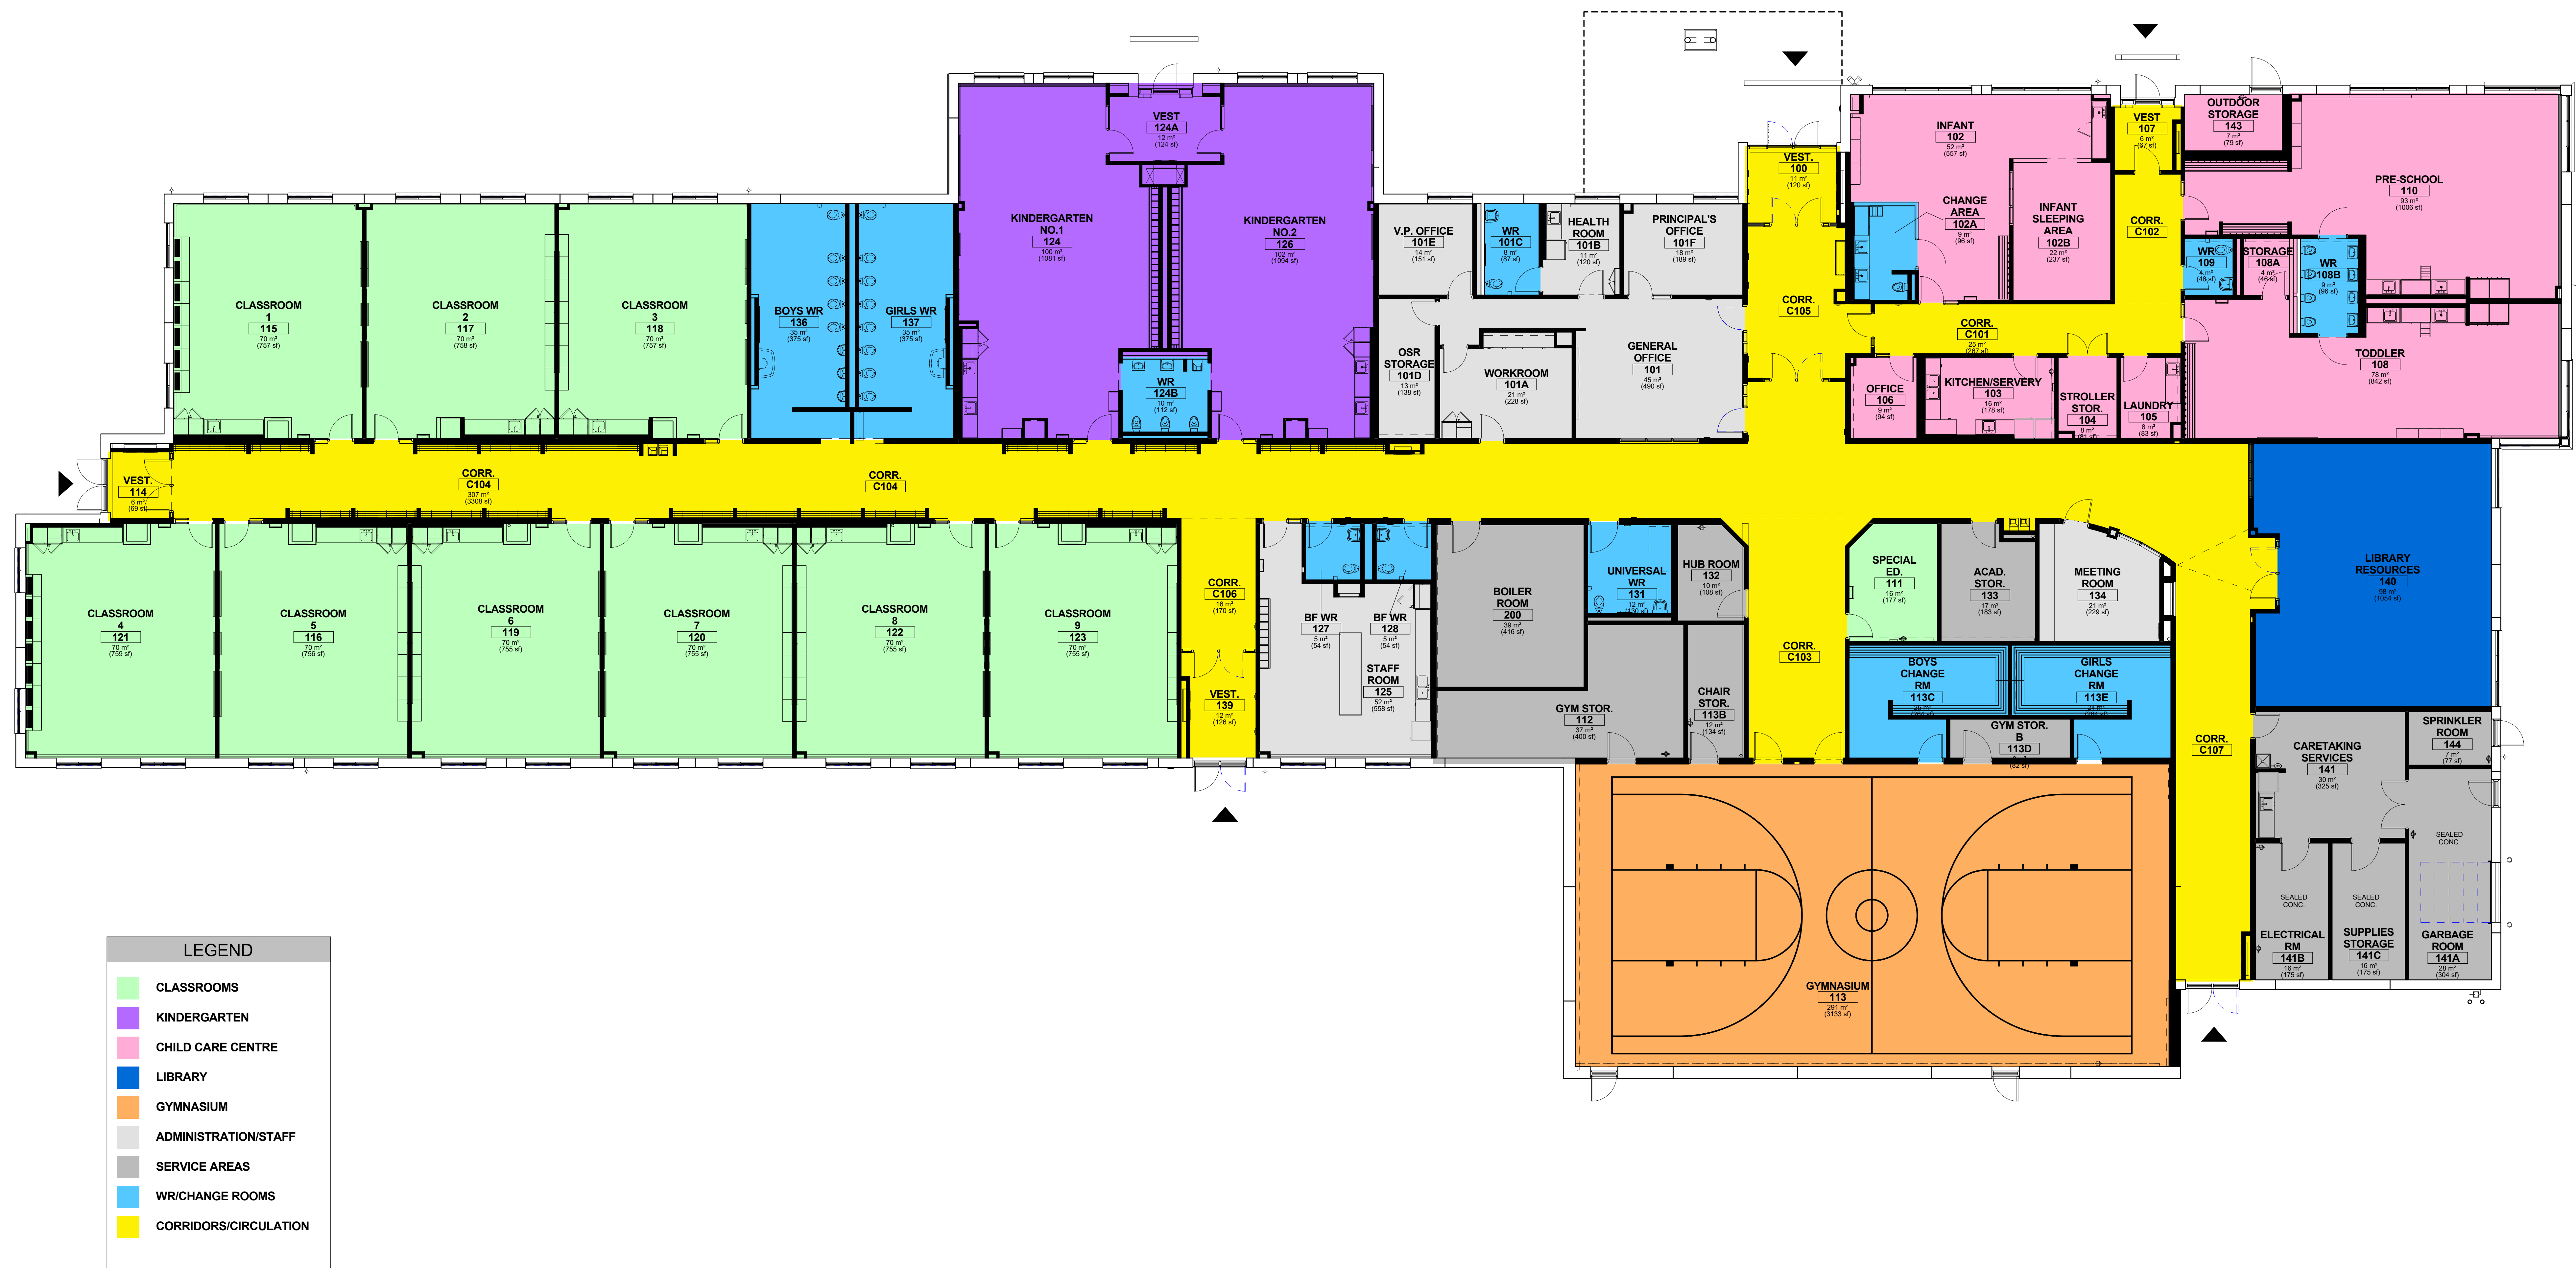 VEST
124A
12 m²
(124 sf)
KINDERGARTEN
NO.1
124
100 m²
(1081 sf)
KINDERGARTEN
NO.2
126
102 m²
(1094 sf)
WR
124B
10 m²
(112 sf)
CLASSROOM
1
115
70 m²
(757 sf)
CLASSROOM
2
117
70 m²
(758 sf)
CLASSROOM
3
118
70 m²
(757 sf)
BOYS WR
136
35 m²
(375 sf)
GIRLS WR
137
35 m²
(375 sf)
V.P. OFFICE
101E
14 m²
(151 sf)
WR
101C
8 m²
(87 sf)
HEALTH
ROOM
101B
11 m²
(120 sf)
PRINCIPAL'S
OFFICE
101F
18 m²
(189 sf)
OSR
STORAGE
101D
13 m²
(138 sf)
WORKROOM
101A
21 m²
(228 sf)
GENERAL
OFFICE
101
45 m²
(490 sf)
VEST.
100
11 m²
(120 sf)
CORR.
C105
INFANT
102
52 m²
(557 sf)
CHANGE
AREA
102A
9 m²
(96 sf)
INFANT
SLEEPING
AREA
102B
22 m²
(237 sf)
VEST
107
6 m²
(67 sf)
CORR.
C102
OUTDOOR
STORAGE
143
7 m²
(79 sf)
PRE-SCHOOL
110
93 m²
(1006 sf)
WR
109
4 m²
(48 sf)
STORAGE
108A
4 m²
(46 sf)
WR
108B
9 m²
(96 sf)
CORR.
C101
25 m²
(267 sf)
TODDLER
108
78 m²
(842 sf)
OFFICE
106
9 m²
(94 sf)
KITCHEN/SERVERY
103
16 m²
(178 sf)
STROLLER
STOR.
104
8 m²
(81 sf)
LAUNDRY
105
8 m²
(83 sf)
VEST.
114
6 m²
(69 sf)
CORR.
C104
307 m²
(3308 sf)
CORR.
C104
CLASSROOM
4
121
70 m²
(759 sf)
CLASSROOM
5
116
70 m²
(756 sf)
CLASSROOM
6
119
70 m²
(755 sf)
CLASSROOM
7
120
70 m²
(755 sf)
CLASSROOM
8
122
70 m²
(755 sf)
CLASSROOM
9
123
70 m²
(755 sf)
CORR.
C106
16 m²
(170 sf)
VEST.
139
12 m²
(126 sf)
BF WR
127
5 m²
(54 sf)
BF WR
128
5 m²
(54 sf)
STAFF
ROOM
125
52 m²
(558 sf)
BOILER
ROOM
200
39 m²
(416 sf)
UNIVERSAL
WR
131
12 m²
(130 sf)
HUB ROOM
132
10 m²
(108 sf)
GYM STOR.
112
37 m²
(400 sf)
CHAIR
STOR.
113B
12 m²
(134 sf)
CORR.
C103
SPECIAL
ED.
111
16 m²
(177 sf)
ACAD.
STOR.
133
17 m²
(183 sf)
MEETING
ROOM
134
21 m²
(229 sf)
BOYS
CHANGE
RM
113C
GIRLS
CHANGE
RM
113E
GYM STOR.
B
113D
(82 sf)
LIBRARY
RESOURCES
140
98 m²
(1054 sf)
CORR.
C107
CARETAKING
SERVICES
141
30 m²
(325 sf)
SPRINKLER
ROOM
144
7 m²
(77 sf)
SEALED
CONC.
SEALED
CONC.
SEALED
CONC.
ELECTRICAL
RM
141B
16 m²
(175 sf)
SUPPLIES
STORAGE
141C
16 m²
(175 sf)
GARBAGE
ROOM
141A
28 m²
(304 sf)
GYMNASIUM
113
291 m²
(3133 sf)
LEGEND
CLASSROOMS
KINDERGARTEN
CHILD CARE CENTRE
LIBRARY
GYMNASIUM
ADMINISTRATION/STAFF
SERVICE AREAS
WR/CHANGE ROOMS
CORRIDORS/CIRCULATION